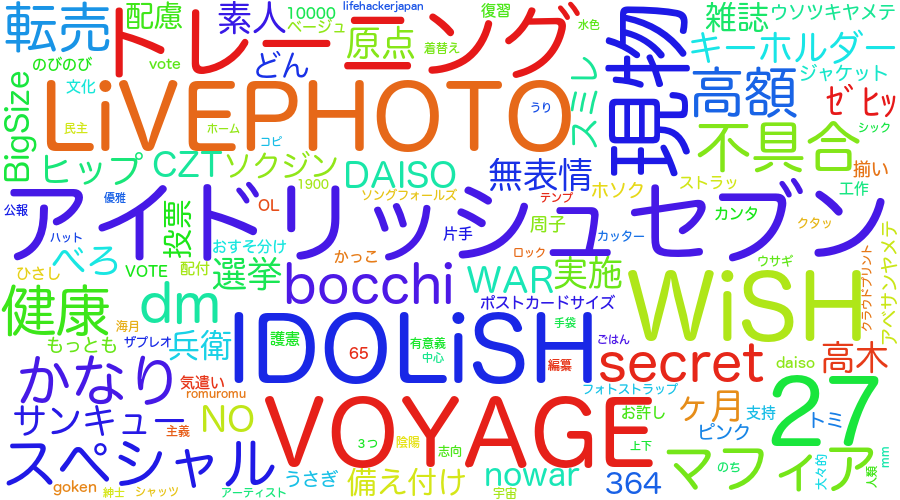 lifehackerjapan
転売
配慮
素人
10000
ベージュ
復習
水色
雑誌
ウソツキヤメテ
トレーニング
原点
着替え
現物
キーホルダー
のびのび
vote
どん
スミレ
高額
ジャケット
文化
うり
ゼヒッ
BigSize
LiVEPHOTO
民主
ホーム
コピ
不具合
シック
ヒップ
CZT
ソクジン
DAISO
無表情
揃い
1900
ソングフォールズ
テンプ
ホソク
ストラッ
工作
公報
優雅
OL
アイドリッシュセブン
ハット
投票
片手
周子
カッター
カンタ
クタッ
べろ
おすそ分け
かっこ
ロック
ウサギ
ひさし
VOTE
配付
選挙
bocchi
WAR
実施
クラウドプリント
アベサンヤメテ
健康
dm
ポストカードサイズ
WiSH
海月
ザプレオ
護憲
IDOLiSH
手袋
ごはん
もっとも
兵衛
65
有意義
中心
編纂
secret
daiso
高木
かなり
気遣い
romuromu
フォトストラップ
27
サンキュー
主義
NO
VOYAGE
お許し
ケ月
支持
トミ
ピンク
3つ
陰陽
志向
上下
スペシャル
マフィア
のち
大々的
人類
mm
goken
紳士
シャッツ
うさぎ
アーティスト
備え付け
nowar
宇宙
364